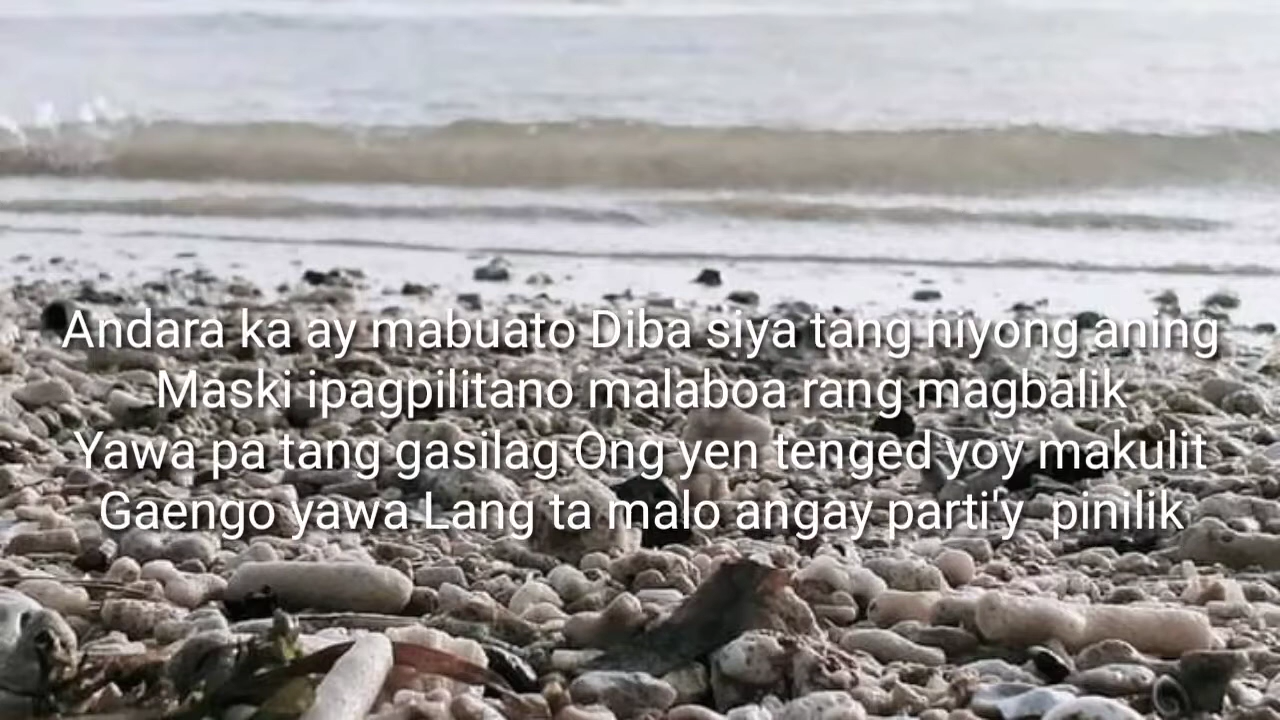 Andara ka ay mabuato Diba siya tang niyong aning
Maski ipagpilitano malaboa rang magbalik
Yawa pa tang gasilag Ong yen tenged yoy makulit
Gaengo yawa Lang ta malo angay parti'y pinilik